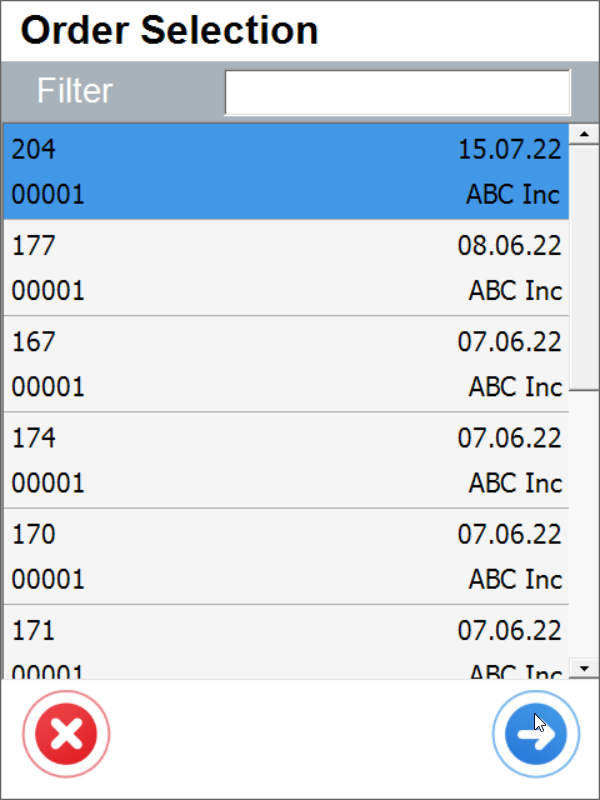 Order Selection
Filter
204 15.07.22
00001 ABC Inc
177 08.06.22
00001 ABC Inc
167 07.06.22
00001 ABC Inc
174 07.06.22
00001 ABC Inc
170 07.06.22
00001 ABC Inc
171 07.06.22
00001 ABC Inc